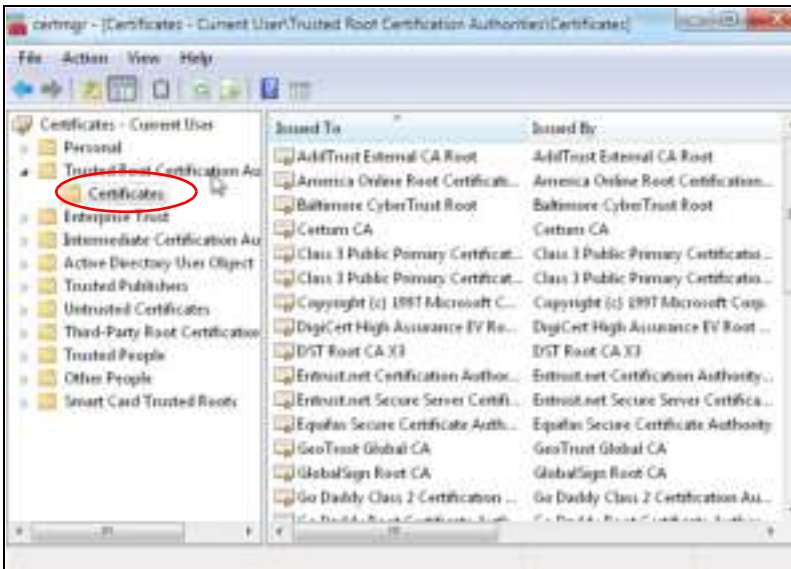 certmgr - [Certificates - Current User\Trusted Root Certification Authorities\Certificates]
File Action View Help
Certificates - Current User
Personal
Trusted Root Certification Au
Certificates
Enterprise Trust
Intermediate Certification Au
Active Directory User Object
Trusted Publishers
Untrusted Certificates
Third-Party Root Certification
Trusted People
Other People
Smart Card Trusted Roots
Issued To Issued By
AddTrust External CA Root AddTrust External CA Root
America Online Root Certificati... America Online Root Certification...
Baltimore CyberTrust Root Baltimore CyberTrust Root
Certum CA Certum CA
Class 3 Public Primary Certificat... Class 3 Public Primary Certificatio...
Class 3 Public Primary Certificat... Class 3 Public Primary Certificatio...
Copyright (c) 1997 Microsoft C... Copyright (c) 1997 Microsoft Corp.
DigiCert High Assurance EV Ro... DigiCert High Assurance EV Root ...
DST Root CA X3 DST Root CA X3
Entrust.net Certification Author... Entrust.net Certification Authority...
Entrust.net Secure Server Certifi... Entrust.net Secure Server Certifica...
Equifax Secure Certificate Auth... Equifax Secure Certificate Authority
GeoTrust Global CA GeoTrust Global CA
GlobalSign Root CA GlobalSign Root CA
Go Daddy Class 2 Certification ... Go Daddy Class 2 Certification Au...